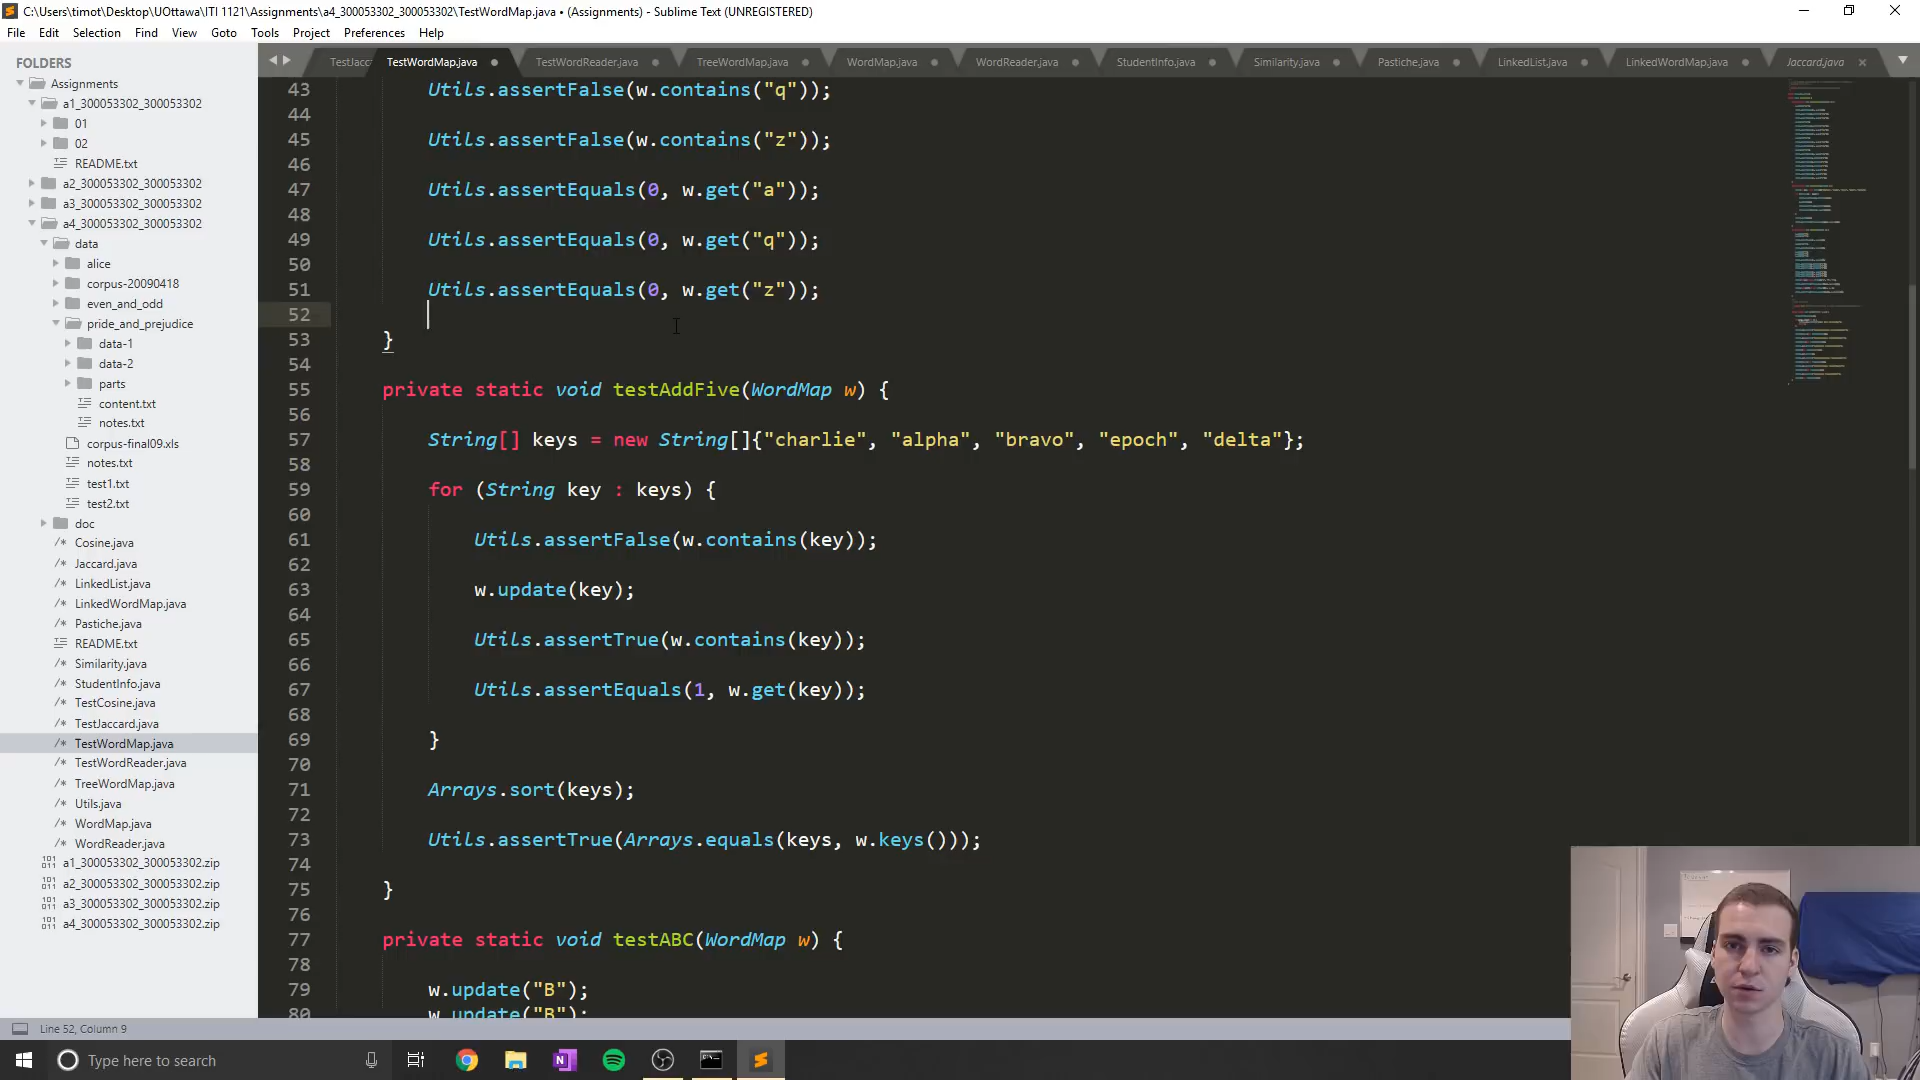 C:\Users\timot\Desktop\UOttawa\ITI 1121\Assignments\a4_300053302_300053302\TestWordMap.java • (Assignments) - Sublime Text (UNREGISTERED)
File Edit Selection Find View Goto Tools Project Preferences Help
TestJacc TestWordMap.java TestWordReader.java TreeWordMap.java WordMap.java WordReader.java StudentInfo.java Similarity.java Pastiche.java LinkedList.java LinkedWordMap.java Jaccard.java
FOLDERS
Assignments
a1_300053302_300053302
01
02
README.txt
a2_300053302_300053302
a3_300053302_300053302
a4_300053302_300053302
data
alice
corpus-20090418
even_and_odd
pride_and_prejudice
data-1
data-2
parts
content.txt
notes.txt
corpus-final09.xls
notes.txt
test1.txt
test2.txt
doc
Cosine.java
Jaccard.java
LinkedList.java
LinkedWordMap.java
Pastiche.java
README.txt
Similarity.java
StudentInfo.java
TestCosine.java
TestJaccard.java
TestWordMap.java
TestWordReader.java
TreeWordMap.java
Utils.java
WordMap.java
WordReader.java
a1_300053302_300053302.zip
a2_300053302_300053302.zip
a3_300053302_300053302.zip
a4_300053302_300053302.zip
43 Utils.assertFalse(w.contains("q"));
44
45 Utils.assertFalse(w.contains("z"));
46
47 Utils.assertEquals(0, w.get("a"));
48
49 Utils.assertEquals(0, w.get("q"));
50
51 Utils.assertEquals(0, w.get("z"));
52
53 }
54
55 private static void testAddFive(WordMap w) {
56
57 String[] keys = new String[]{"charlie", "alpha", "bravo", "epoch", "delta"};
58
59 for (String key : keys) {
60
61 Utils.assertFalse(w.contains(key));
62
63 w.update(key);
64
65 Utils.assertTrue(w.contains(key));
66
67 Utils.assertEquals(1, w.get(key));
68
69 }
70
71 Arrays.sort(keys);
72
73 Utils.assertTrue(Arrays.equals(keys, w.keys()));
74
75 }
76
77 private static void testABC(WordMap w) {
78
79 w.update("B");
80 w.update("B");
Line 52, Column 9
Type here to search